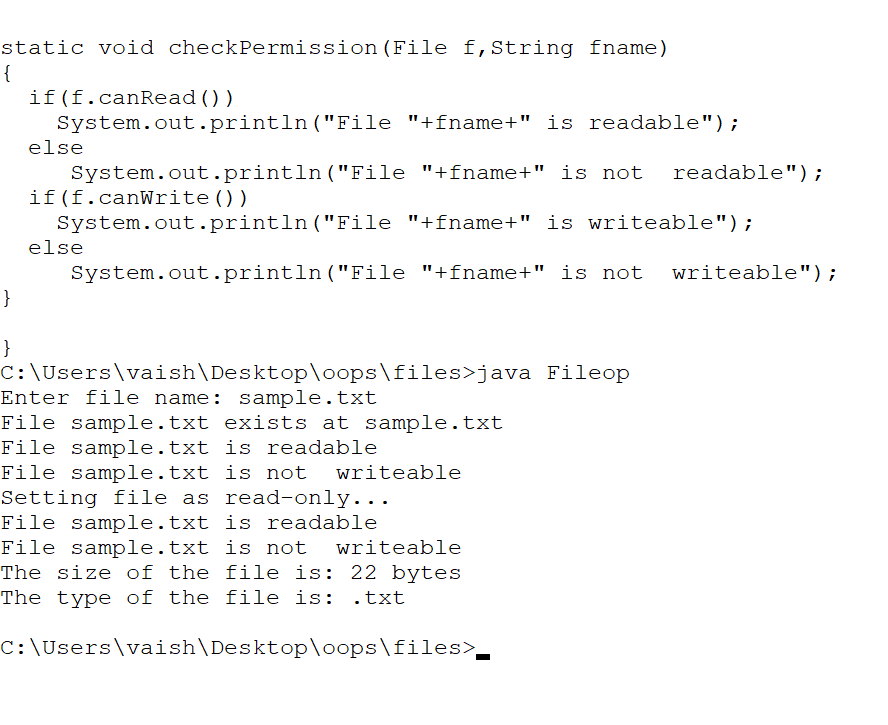 static void checkPermission(File f,String fname)
{
  if(f.canRead())
    System.out.println("File "+fname+" is readable");
  else
     System.out.println("File "+fname+" is not  readable");
  if(f.canWrite())
    System.out.println("File "+fname+" is writeable");
  else
     System.out.println("File "+fname+" is not  writeable");
}

}
C:\Users\vaish\Desktop\oops\files>java Fileop
Enter file name: sample.txt
File sample.txt exists at sample.txt
File sample.txt is readable
File sample.txt is not  writeable
Setting file as read-only...
File sample.txt is readable
File sample.txt is not  writeable
The size of the file is: 22 bytes
The type of the file is: .txt

C:\Users\vaish\Desktop\oops\files>